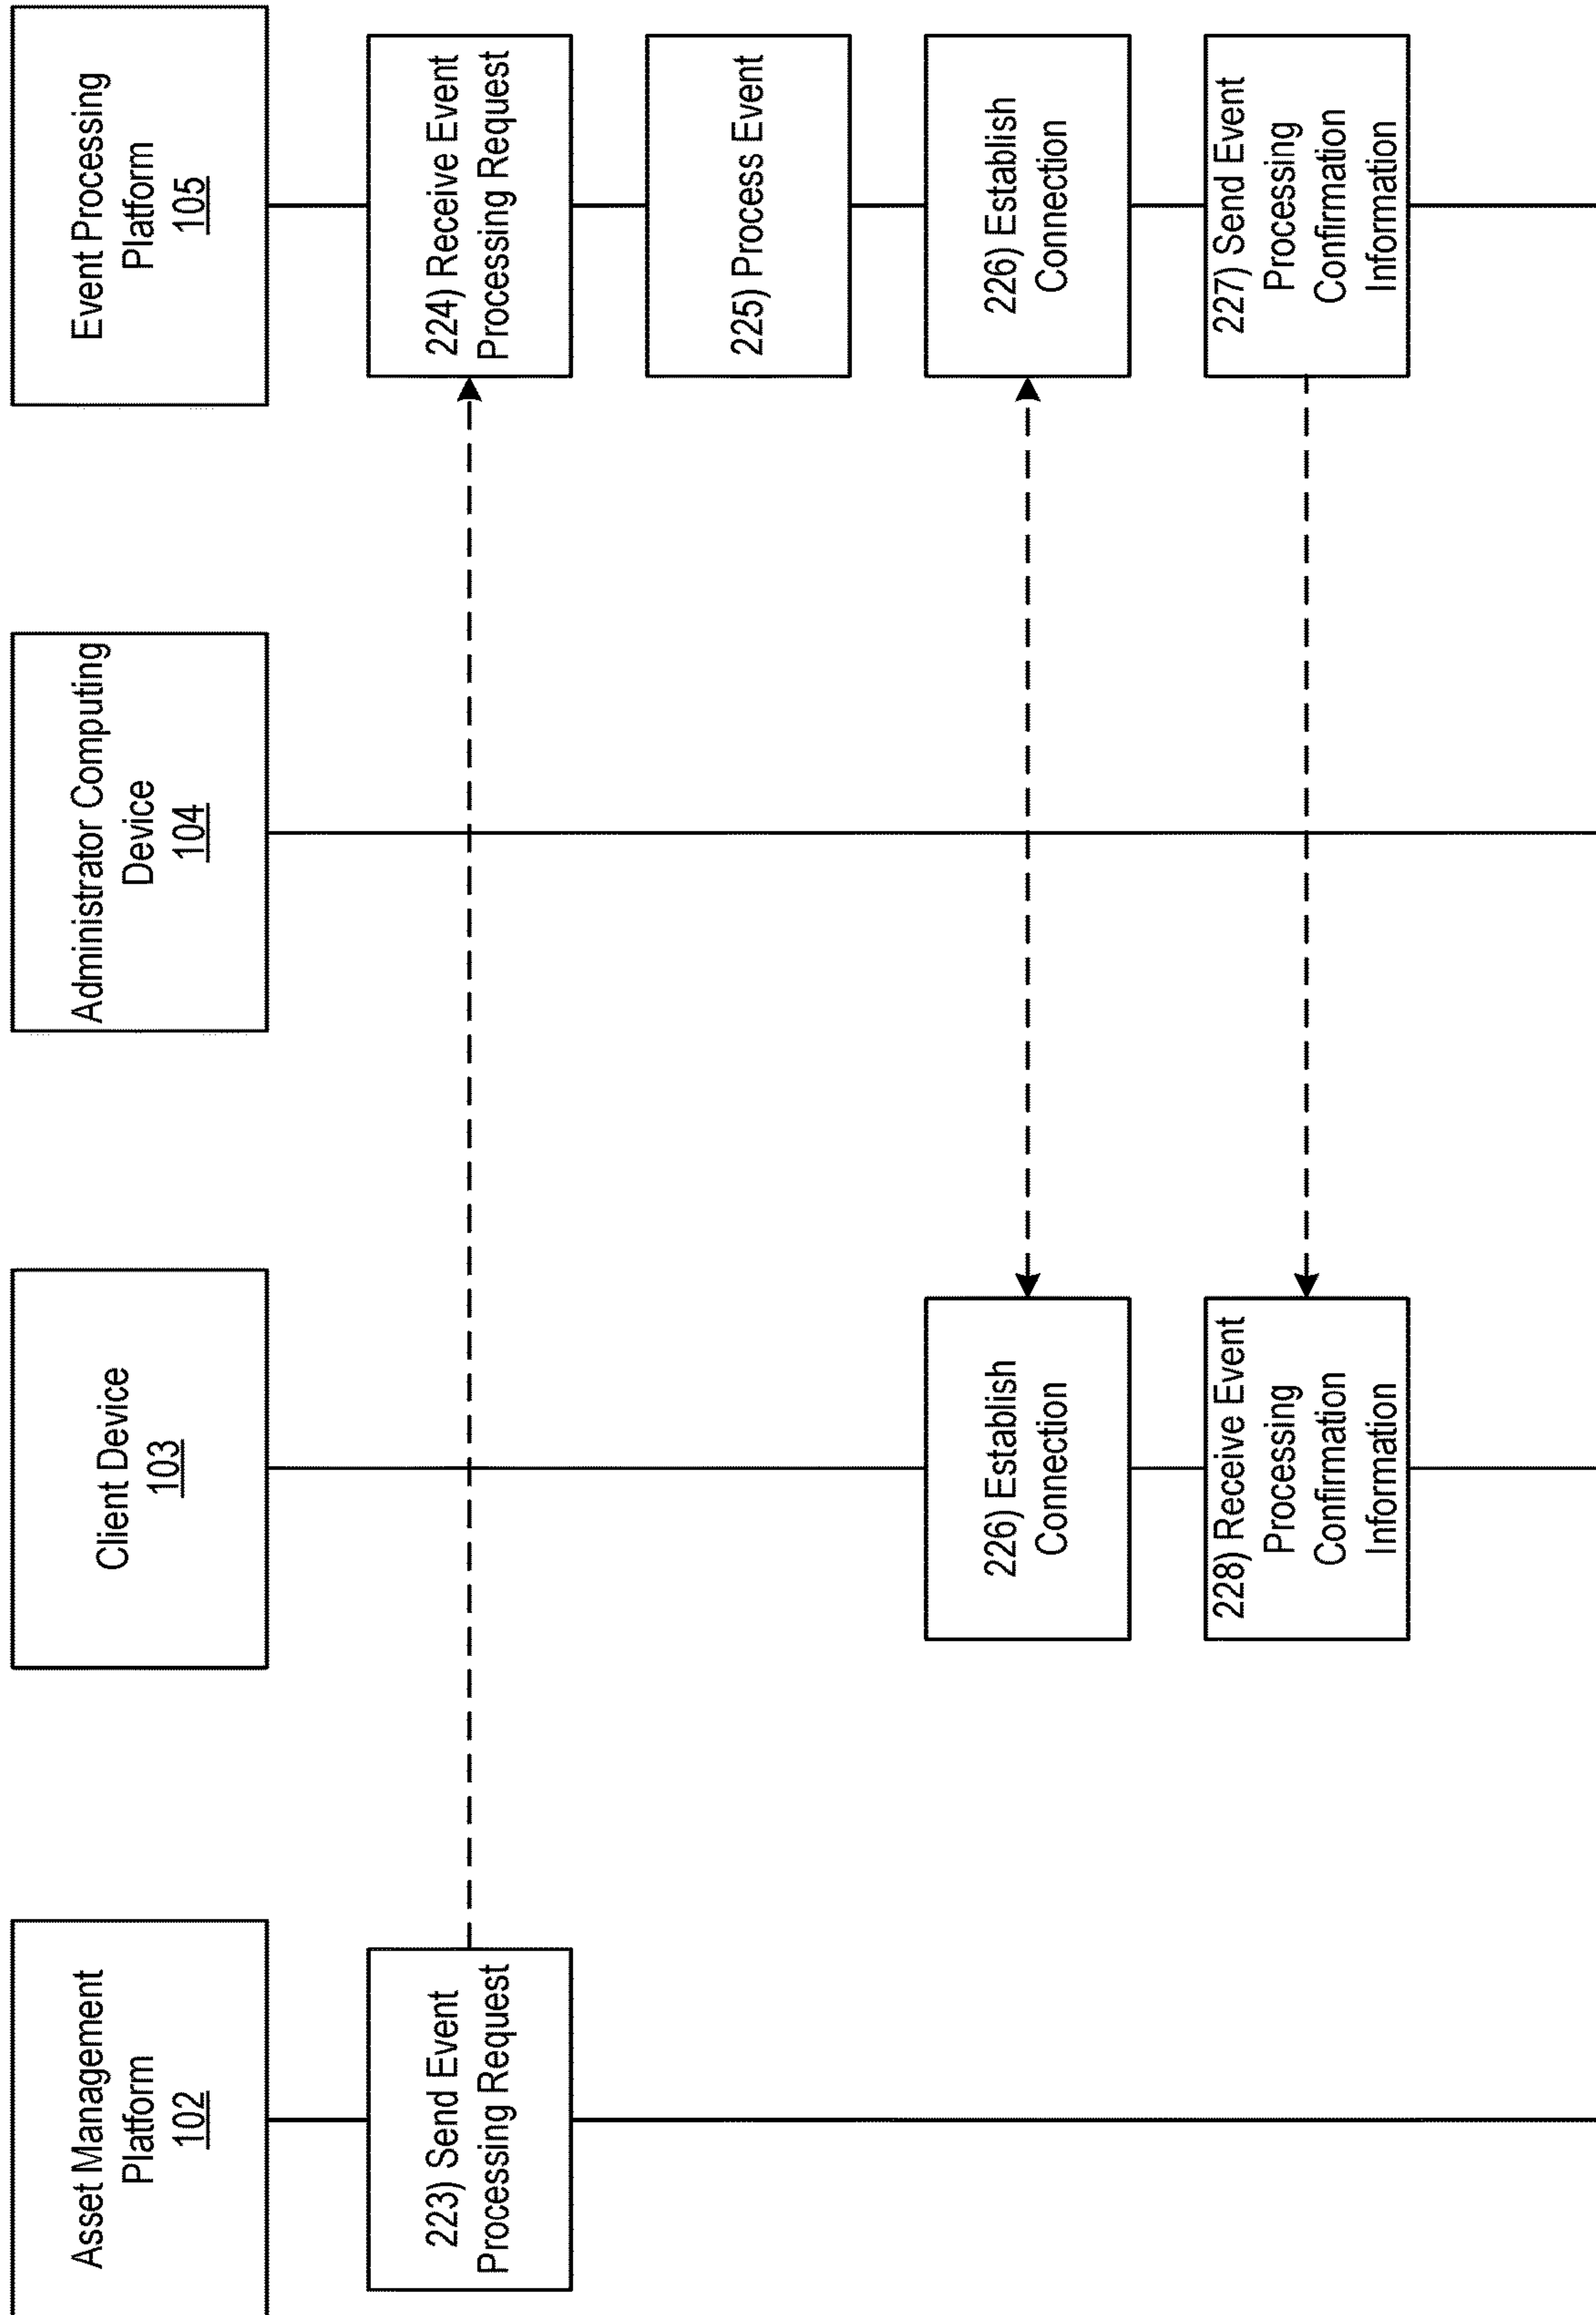 Asset Management
Platform
102
Client Device
103
Administrator Computing
Device
104
Event Processing
Platform
105
223) Send Event
Processing Request
224) Receive Event
Processing Request
225) Process Event
226) Establish
Connection
226) Establish
Connection
228) Receive Event
Processing
Confirmation
Information
227) Send Event
Processing
Confirmation
Information